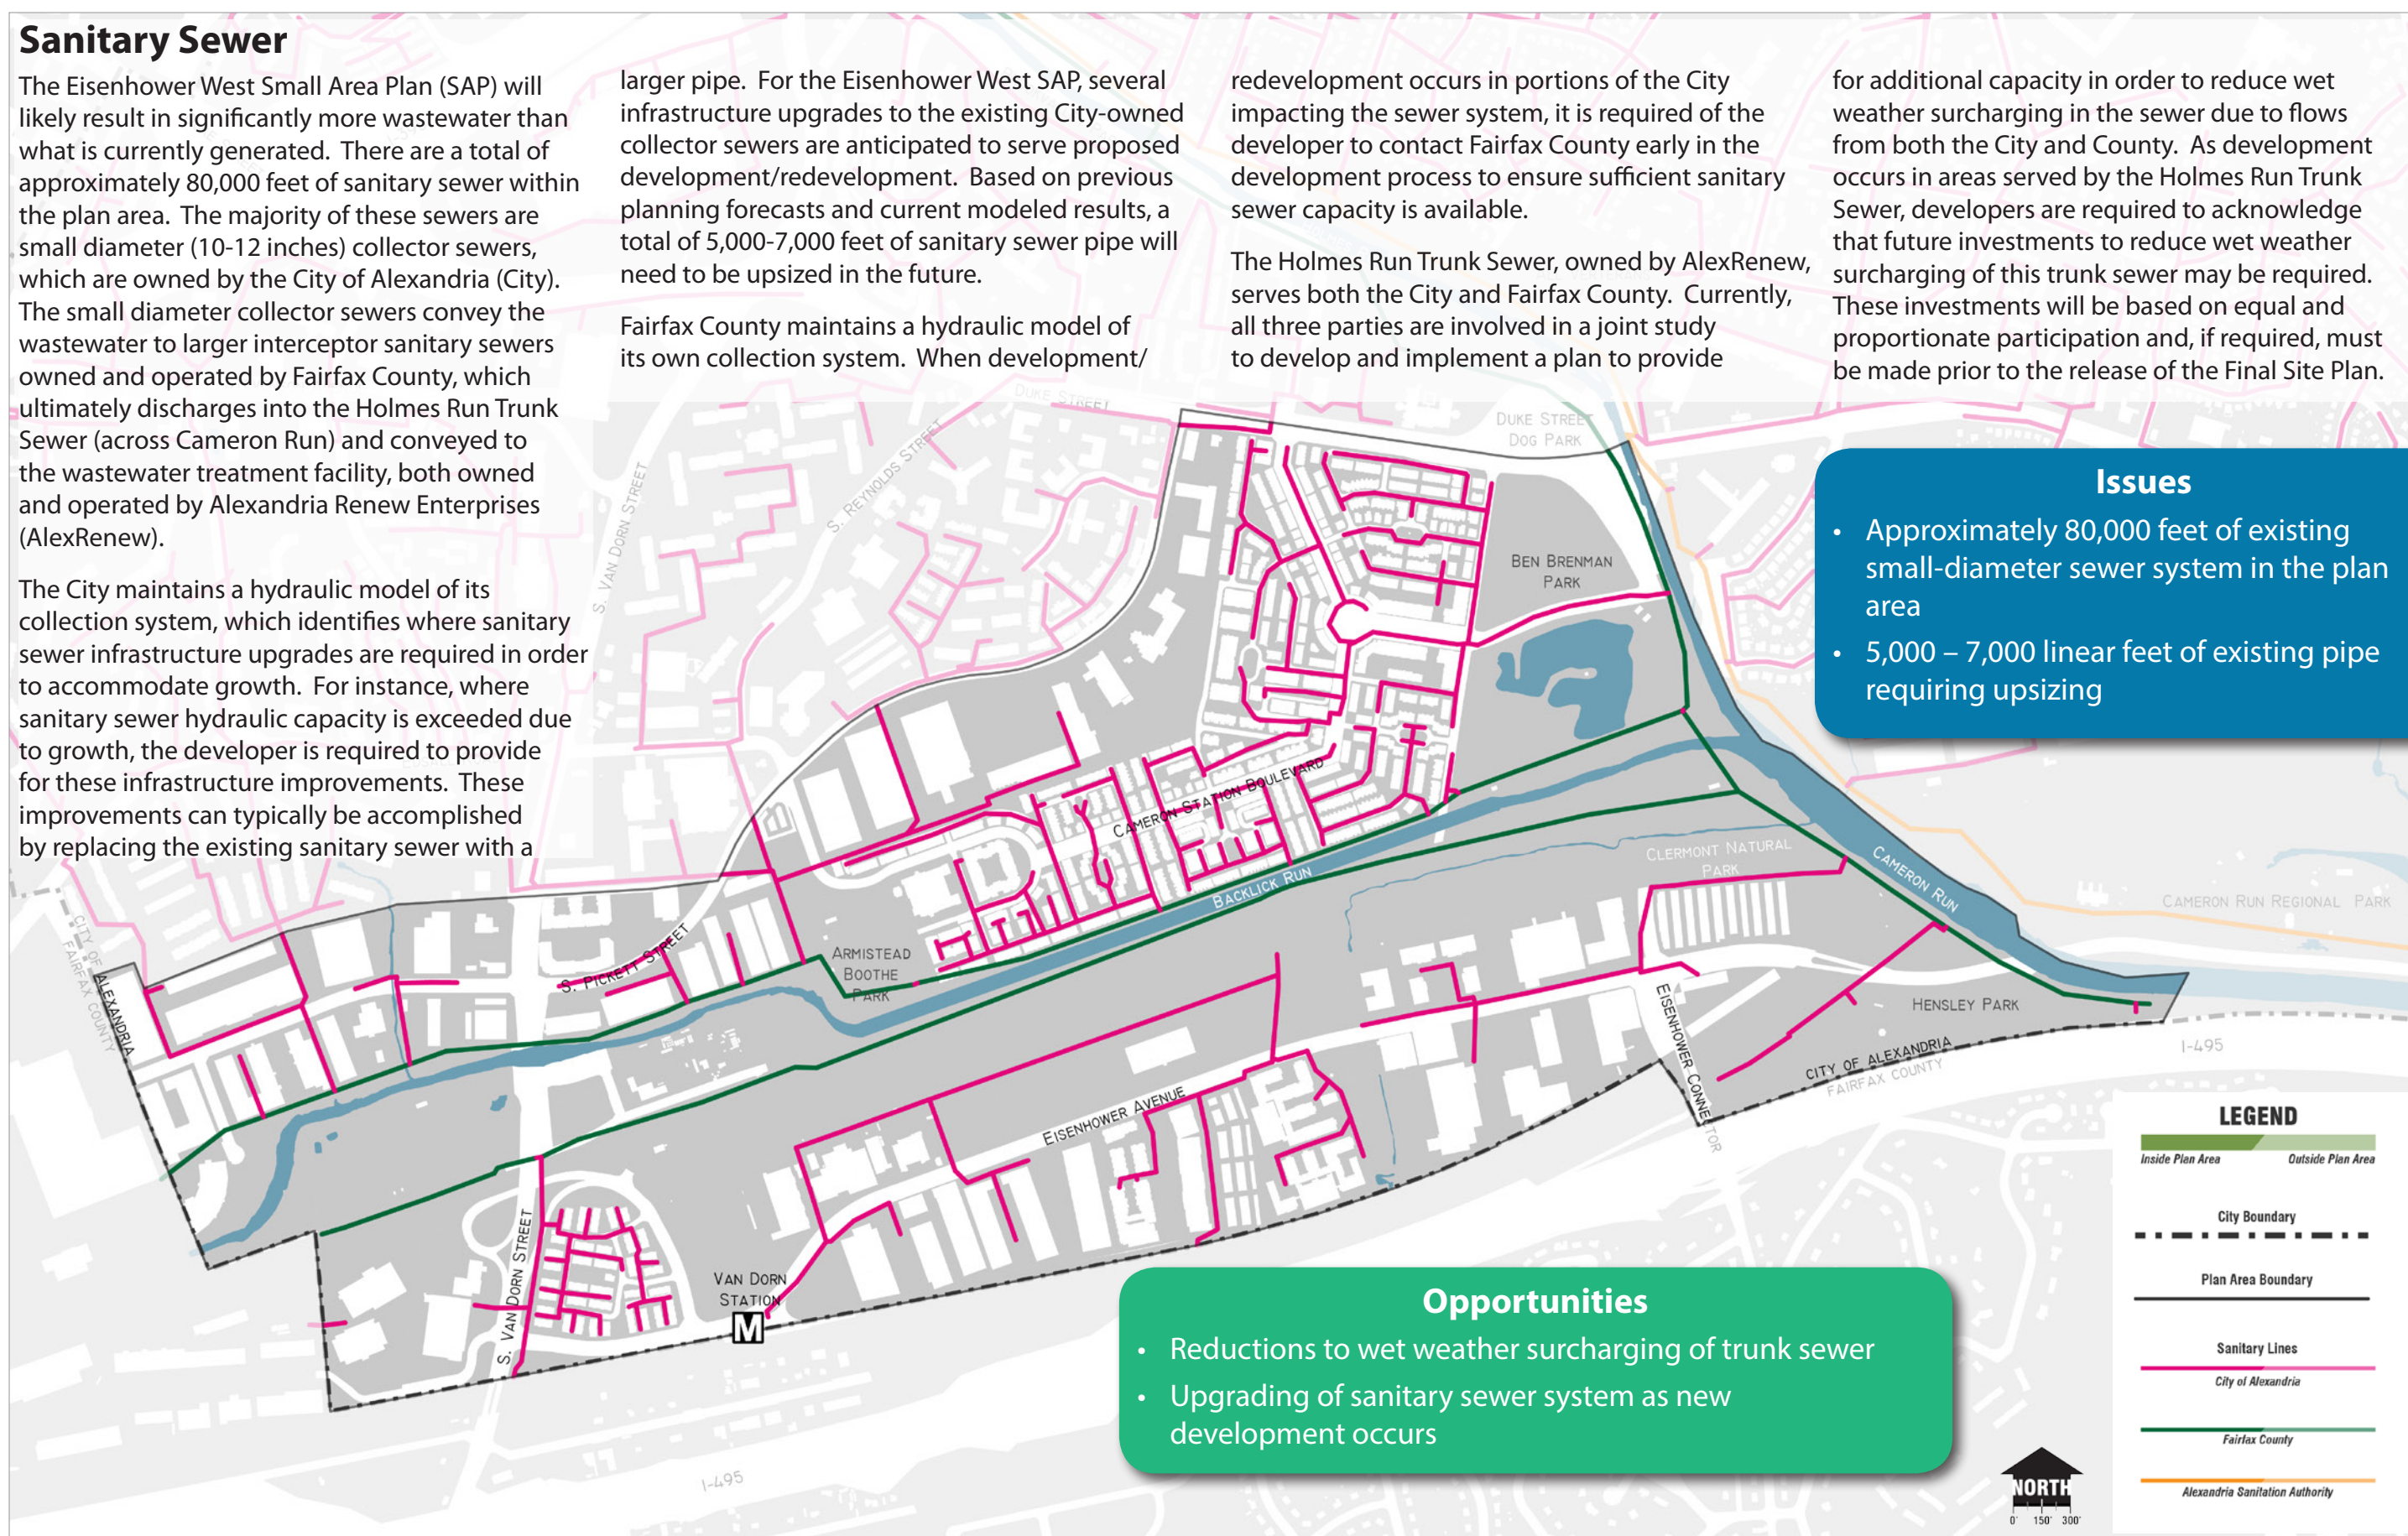 Sanitary Sewer
The Eisenhower West Small Area Plan (SAP) will
likely result in significantly more wastewater than
what is currently generated.  There are a total of
approximately 80,000 feet of sanitary sewer within
the plan area.  The majority of these sewers are
small diameter (10-12 inches) collector sewers,
which are owned by the City of Alexandria (City).
The small diameter collector sewers convey the
wastewater to larger interceptor sanitary sewers
owned and operated by Fairfax County, which
ultimately discharges into the Holmes Run Trunk
Sewer (across Cameron Run) and conveyed to
the wastewater treatment facility, both owned
and operated by Alexandria Renew Enterprises
(AlexRenew).
The City maintains a hydraulic model of its
collection system, which identifies where sanitary
sewer infrastructure upgrades are required in order
to accommodate growth.  For instance, where
sanitary sewer hydraulic capacity is exceeded due
to growth, the developer is required to provide
for these infrastructure improvements.  These
improvements can typically be accomplished
by replacing the existing sanitary sewer with a
larger pipe.  For the Eisenhower West SAP, several
infrastructure upgrades to the existing City-owned
collector sewers are anticipated to serve proposed
development/redevelopment.  Based on previous
planning forecasts and current modeled results, a
total of 5,000-7,000 feet of sanitary sewer pipe will
need to be upsized in the future.
Fairfax County maintains a hydraulic model of
its own collection system.  When development/
redevelopment occurs in portions of the City
impacting the sewer system, it is required of the
developer to contact Fairfax County early in the
development process to ensure sufficient sanitary
sewer capacity is available.
The Holmes Run Trunk Sewer, owned by AlexRenew,
serves both the City and Fairfax County.  Currently,
all three parties are involved in a joint study
to develop and implement a plan to provide
for additional capacity in order to reduce wet
weather surcharging in the sewer due to flows
from both the City and County.  As development
occurs in areas served by the Holmes Run Trunk
Sewer, developers are required to acknowledge
that future investments to reduce wet weather
surcharging of this trunk sewer may be required.
These investments will be based on equal and
proportionate participation and, if required, must
be made prior to the release of the Final Site Plan.
Issues
• Approximately 80,000 feet of existing
small-diameter sewer system in the plan
area
• 5,000 – 7,000 linear feet of existing pipe
requiring upsizing
DUKE STREET
DUKE STREET
DOG PARK
S. VAN DORN STREET
S. REYNOLDS STREET
BEN BRENMAN
PARK
CAMERON STATION BOULEVARD
BACKLICK RUN
CLERMONT NATURAL
PARK
CAMERON RUN
CAMERON RUN REGIONAL PARK
CITY OF
ALEXANDRIA
FAIRFAX COUNTY
S. PICKETT STREET
ARMISTEAD
BOOTHE
PARK
EISENHOWER CONNECTOR
HENSLEY PARK
CITY OF ALEXANDRIA
FAIRFAX COUNTY
I-495
EISENHOWER AVENUE
S. VAN DORN STREET
VAN DORN
STATION
M
I-495
Opportunities
• Reductions to wet weather surcharging of trunk sewer
• Upgrading of sanitary sewer system as new
development occurs
LEGEND
Inside Plan Area Outside Plan Area
City Boundary
Plan Area Boundary
Sanitary Lines
City of Alexandria
Fairfax County
Alexandria Sanitation Authority
NORTH
0' 150' 300'